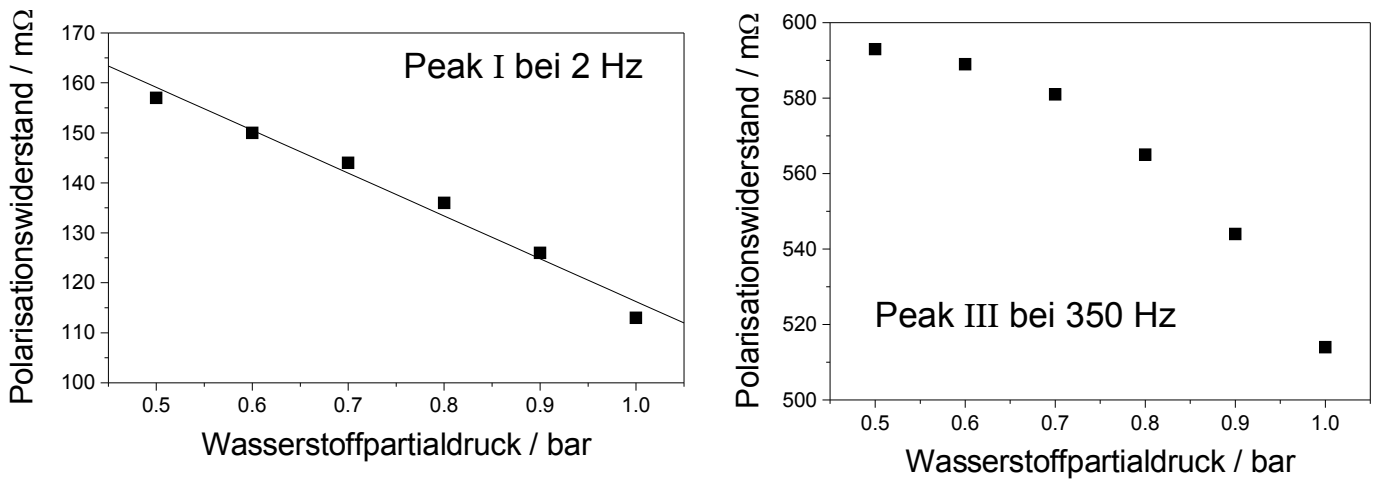 Polarisationswiderstand / mΩ
170
160
150
140
130
120
110
100
Peak I bei 2 Hz
0.5 0.6 0.7 0.8 0.9 1.0
Wasserstoffpartialdruck / bar
Polarisationswiderstand / mΩ
600
580
560
540
520
500
Peak III bei 350 Hz
0.5 0.6 0.7 0.8 0.9 1.0
Wasserstoffpartialdruck / bar